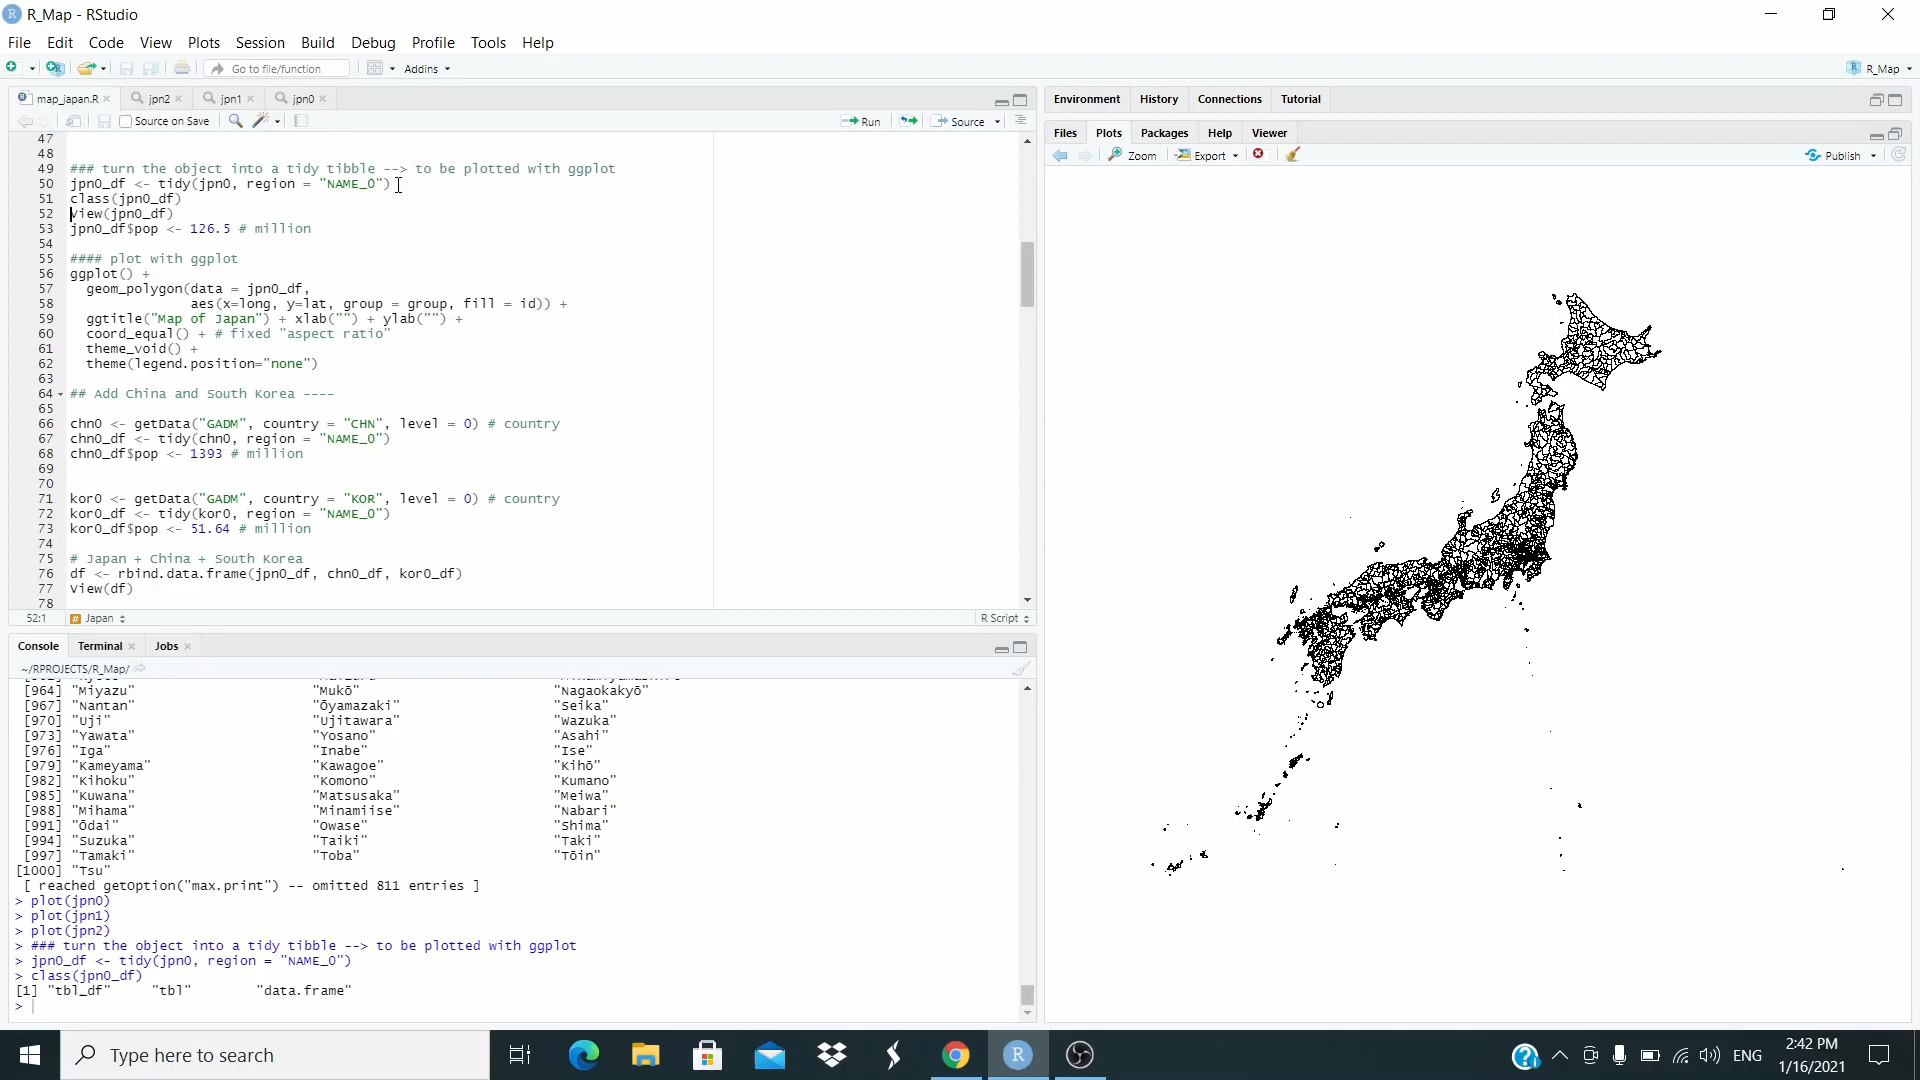 R_Map - RStudio
File Edit Code View Plots Session Build Debug Profile Tools Help
Go to file/function Addins R_Map
map_japan.R jpn2 jpn1 jpn0
Source on Save Run Source
47
48
49 ### turn the object into a tidy tibble --> to be plotted with ggplot
50 jpn0_df <- tidy(jpn0, region = "NAME_0")
51 class(jpn0_df)
52 View(jpn0_df)
53 jpn0_df$pop <- 126.5 # million
54
55 #### plot with ggplot
56 ggplot() +
57 geom_polygon(data = jpn0_df,
58 aes(x=long, y=lat, group = group, fill = id)) +
59 ggtitle("Map of Japan") + xlab("") + ylab("") +
60 coord_equal() + # fixed "aspect ratio"
61 theme_void() +
62 theme(legend.position="none")
63
64 ## Add China and South Korea ----
65
66 chn0 <- getData("GADM", country = "CHN", level = 0) # country
67 chn0_df <- tidy(chn0, region = "NAME_0")
68 chn0_df$pop <- 1393 # million
69
70
71 kor0 <- getData("GADM", country = "KOR", level = 0) # country
72 kor0_df <- tidy(kor0, region = "NAME_0")
73 kor0_df$pop <- 51.64 # million
74
75 # Japan + China + South Korea
76 df <- rbind.data.frame(jpn0_df, chn0_df, kor0_df)
77 View(df)
78
52:1 Japan R Script
Console Terminal Jobs
~/RPROJECTS/R_Map/
[964] "Miyazu" "Mukō" "Nagaokakyō"
[967] "Nantan" "Ōyamazaki" "Seika"
[970] "Uji" "Ujitawara" "Wazuka"
[973] "Yawata" "Yosano" "Asahi"
[976] "Iga" "Inabe" "Ise"
[979] "Kameyama" "Kawagoe" "Kihō"
[982] "Kihoku" "Komono" "Kumano"
[985] "Kuwana" "Matsusaka" "Meiwa"
[988] "Mihama" "Minamiise" "Nabari"
[991] "Ōdai" "Owase" "Shima"
[994] "Suzuka" "Taiki" "Taki"
[997] "Tamaki" "Toba" "Tōin"
[1000] "Tsu"
[ reached getOption("max.print") -- omitted 811 entries ]
> plot(jpn0)
> plot(jpn1)
> plot(jpn2)
> ### turn the object into a tidy tibble --> to be plotted with ggplot
> jpn0_df <- tidy(jpn0, region = "NAME_0")
> class(jpn0_df)
[1] "tbl_df" "tbl" "data.frame"
>
Environment History Connections Tutorial
Files Plots Packages Help Viewer
Zoom Export Publish
Type here to search
ENG
2:42 PM
1/16/2021